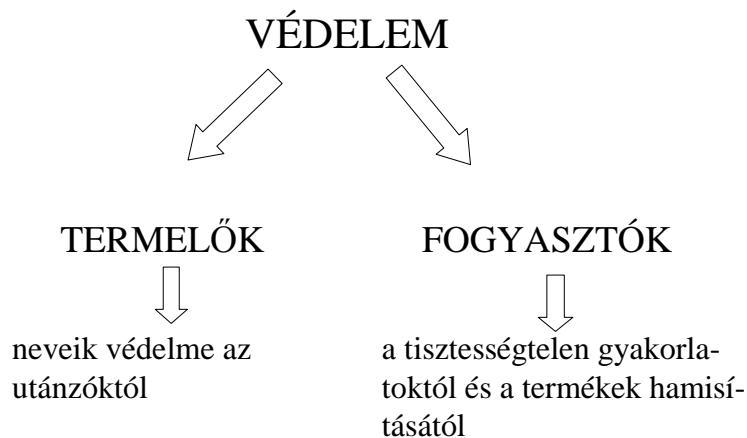 VÉDELEM
TERMELŐK
FOGYASZTÓK
neveik védelme az
utánzóktól
a tisztességtelen gyakorla-
toktól és a termékek hamisí-
tásától